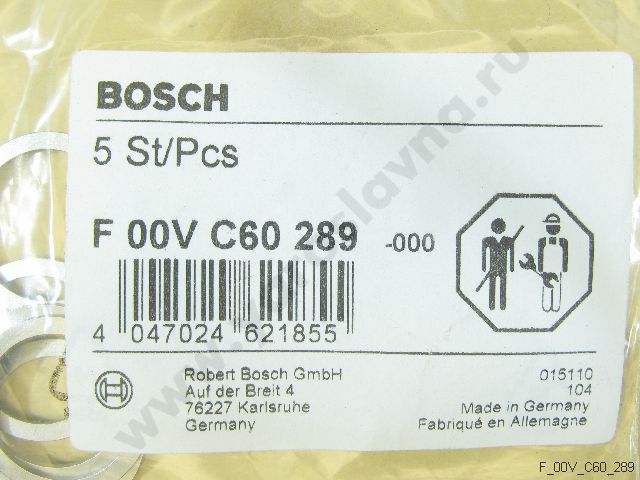 BOSCH
5 St/Pcs
F 00V C60 289 -000
4 047024 621855
Robert Bosch GmbH
Auf der Breit 4
76227 Karlsruhe
Germany
015110
104
Made in Germany
Fabriqué en Allemagne
F_00V_C60_289